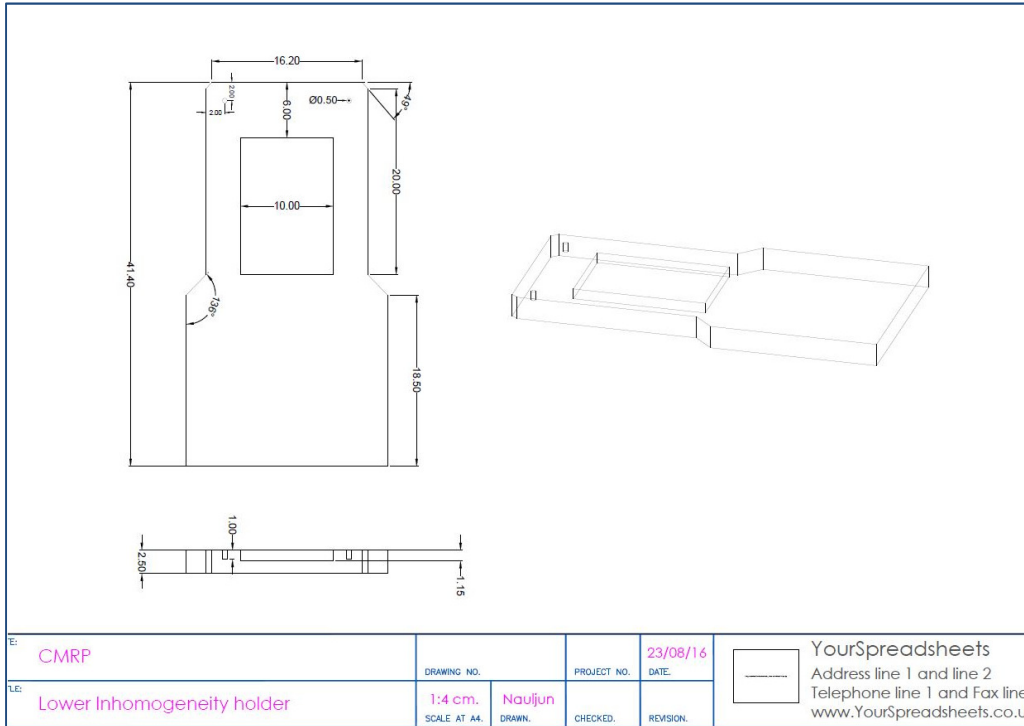 16.20
2.00
2.00
6.00
Ø0.50
49°
20.00
10.00
41.40
136°
18.50
1.00
2.50
1.15
CMRP
DRAWING NO.
PROJECT NO.
23/08/16
DATE.
Lower Inhomogeneity holder
1:4 cm.
SCALE AT A4.
Nauljun
DRAWN.
CHECKED.
REVISION.
YourSpreadsheets
Address line 1 and line 2
Telephone line 1 and Fax line
www.YourSpreadsheets.co.u